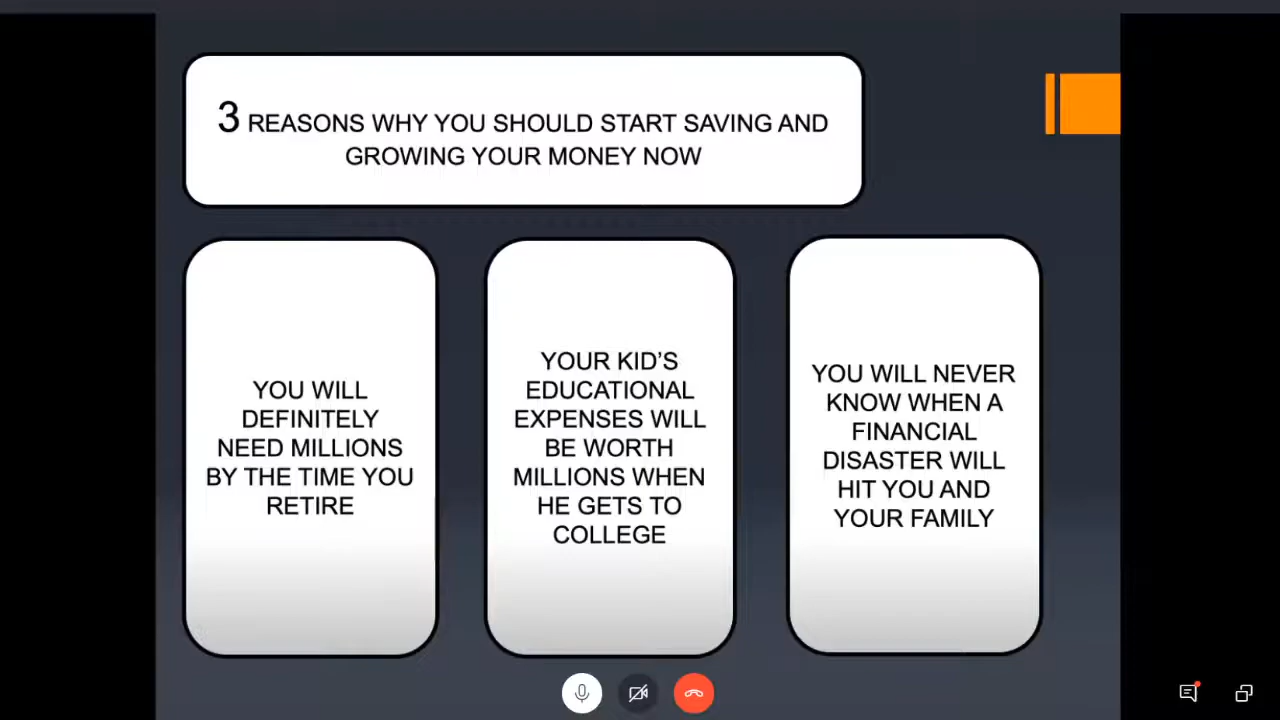 3 REASONS WHY YOU SHOULD START SAVING AND
GROWING YOUR MONEY NOW
YOU WILL
DEFINITELY
NEED MILLIONS
BY THE TIME YOU
RETIRE
YOUR KID’S
EDUCATIONAL
EXPENSES WILL
BE WORTH
MILLIONS WHEN
HE GETS TO
COLLEGE
YOU WILL NEVER
KNOW WHEN A
FINANCIAL
DISASTER WILL
HIT YOU AND
YOUR FAMILY